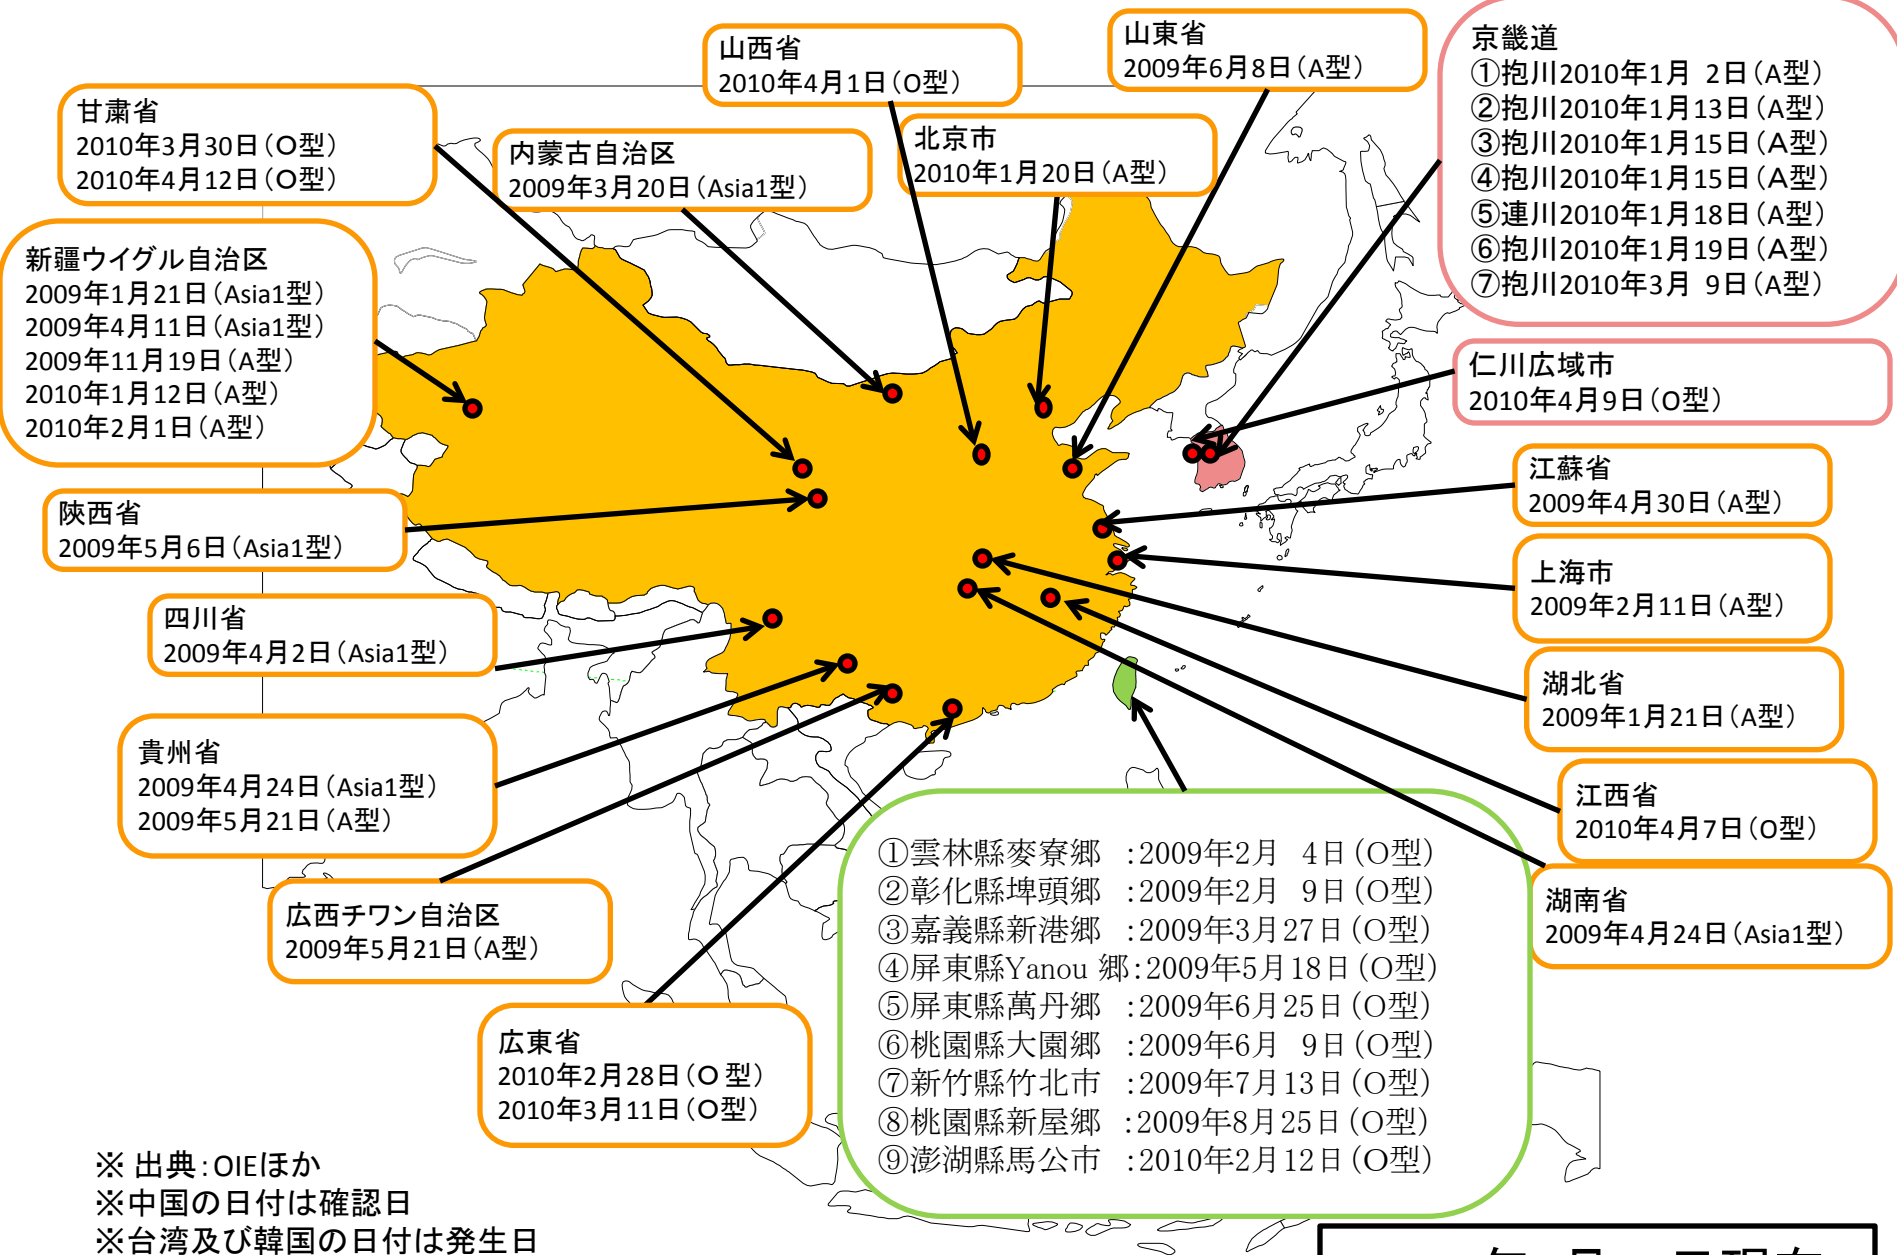 山西省
2010年4月1日(O型)
山東省
2009年6月8日(A型)
京畿道
①抱川2010年1月 2日(A型)
②抱川2010年1月13日(A型)
③抱川2010年1月15日(A型)
④抱川2010年1月15日(A型)
⑤連川2010年1月18日(A型)
⑥抱川2010年1月19日(A型)
⑦抱川2010年3月 9日(A型)
甘粛省
2010年3月30日(O型)
2010年4月12日(O型)
内蒙古自治区
2009年3月20日(Asia1型)
北京市
2010年1月20日(A型)
新疆ウイグル自治区
2009年1月21日(Asia1型)
2009年4月11日(Asia1型)
2009年11月19日(A型)
2010年1月12日(A型)
2010年2月1日(A型)
仁川広域市
2010年4月9日(O型)
江蘇省
2009年4月30日(A型)
陝西省
2009年5月6日(Asia1型)
上海市
2009年2月11日(A型)
四川省
2009年4月2日(Asia1型)
湖北省
2009年1月21日(A型)
貴州省
2009年4月24日(Asia1型)
2009年5月21日(A型)
江西省
2010年4月7日(O型)
広西チワン自治区
2009年5月21日(A型)
湖南省
2009年4月24日(Asia1型)
①雲林縣麥寮郷 :2009年2月 4日(O型)
②彰化縣埤頭郷 :2009年2月 9日(O型)
③嘉義縣新港郷 :2009年3月27日(O型)
④屏東縣Yanou 郷:2009年5月18日(O型)
⑤屏東縣萬丹郷 :2009年6月25日(O型)
⑥桃園縣大園郷 :2009年6月 9日(O型)
⑦新竹縣竹北市 :2009年7月13日(O型)
⑧桃園縣新屋郷 :2009年8月25日(O型)
⑨澎湖縣馬公市 :2010年2月12日(O型)
広東省
2010年2月28日(O 型)
2010年3月11日(O型)
※ 出典:OIEほか
※中国の日付は確認日
※台湾及び韓国の日付は発生日